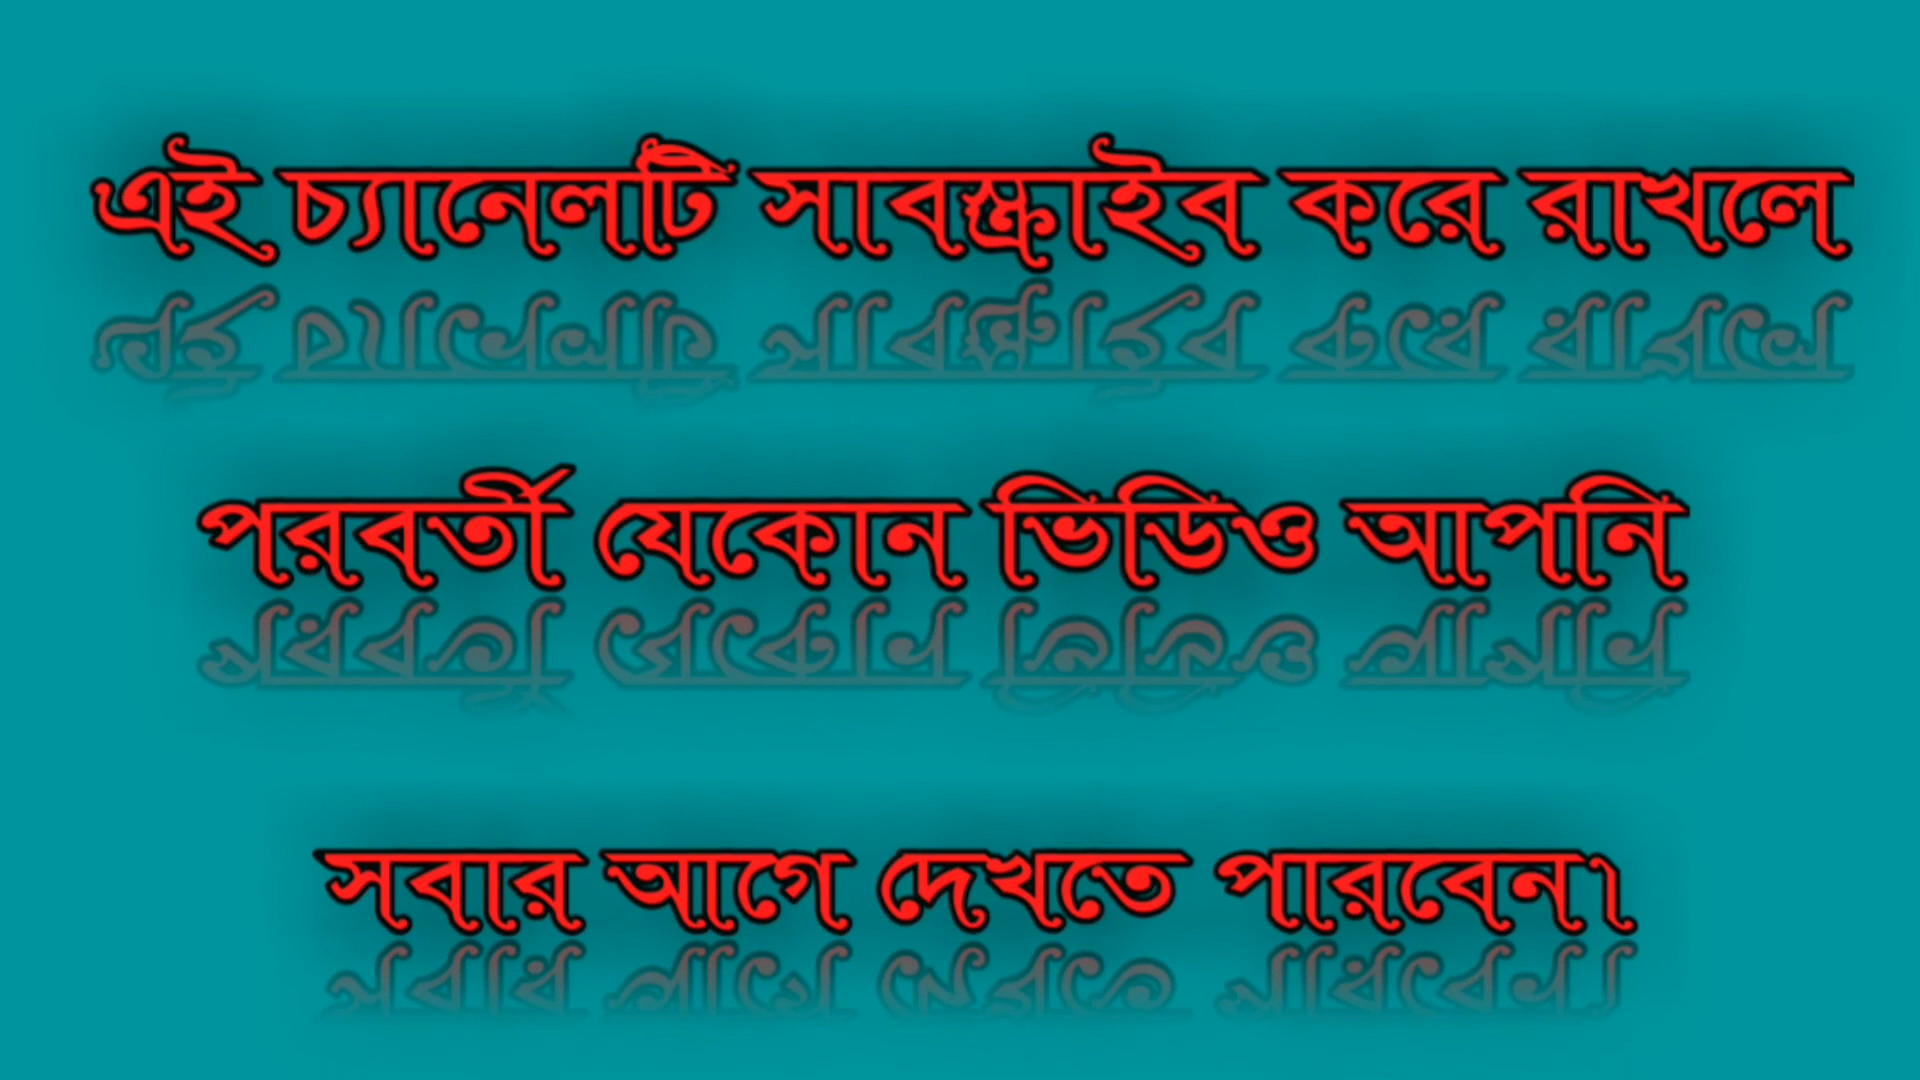 এই চ্যানেলটি সাবস্ক্রাইব করে রাখলে
পরবর্তী যেকোন ভিডিও আপনি
সবার আগে দেখতে পারবেন।